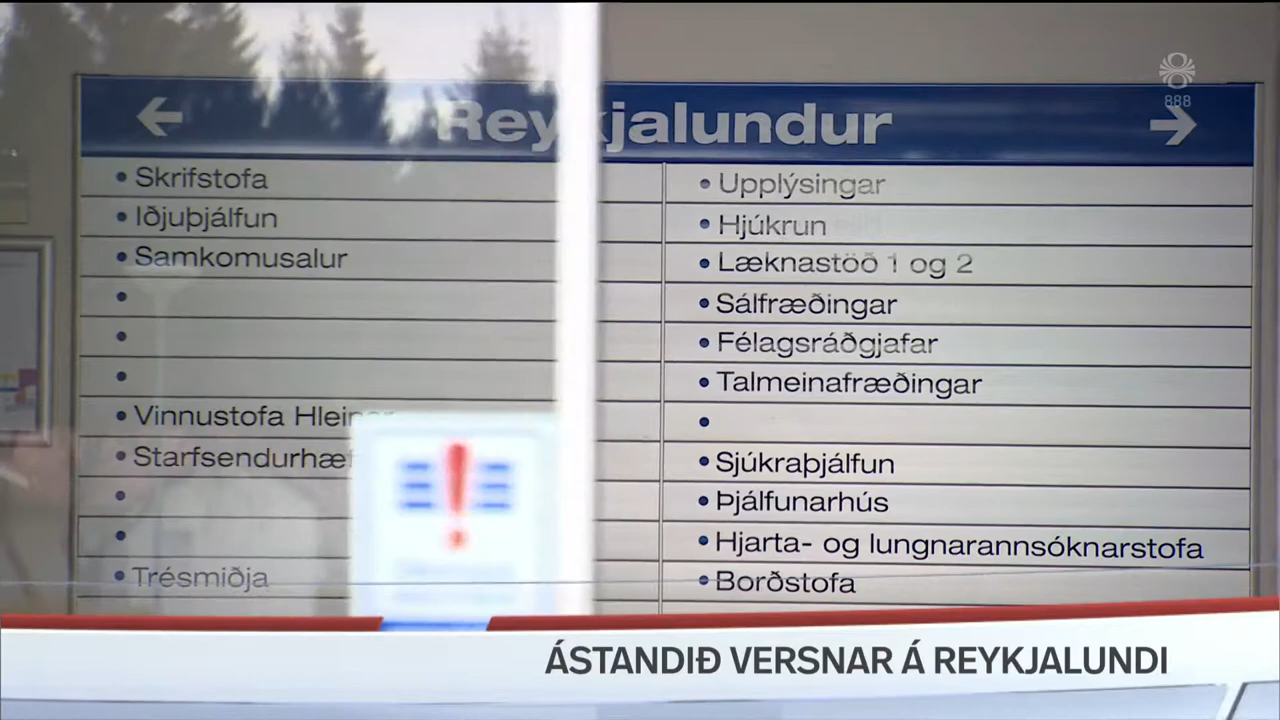 888
Reykjalundur
Skrifstofa
Iðjuþjálfun
Samkomusalur
Vinnustofa
Trésmiðja
Upplýsingar
Hjúkrun
Læknastöð 1 og 2
Sálfræðingar
Félagsráðgjafar
Talmeinafræðingar
Sjúkraþjálfun
Þjálfunarhús
Hjarta- og lungnarannsóknarstofa
Borðstofa
ÁSTANDIÐ VERSNAR Á REYKJALUNDI